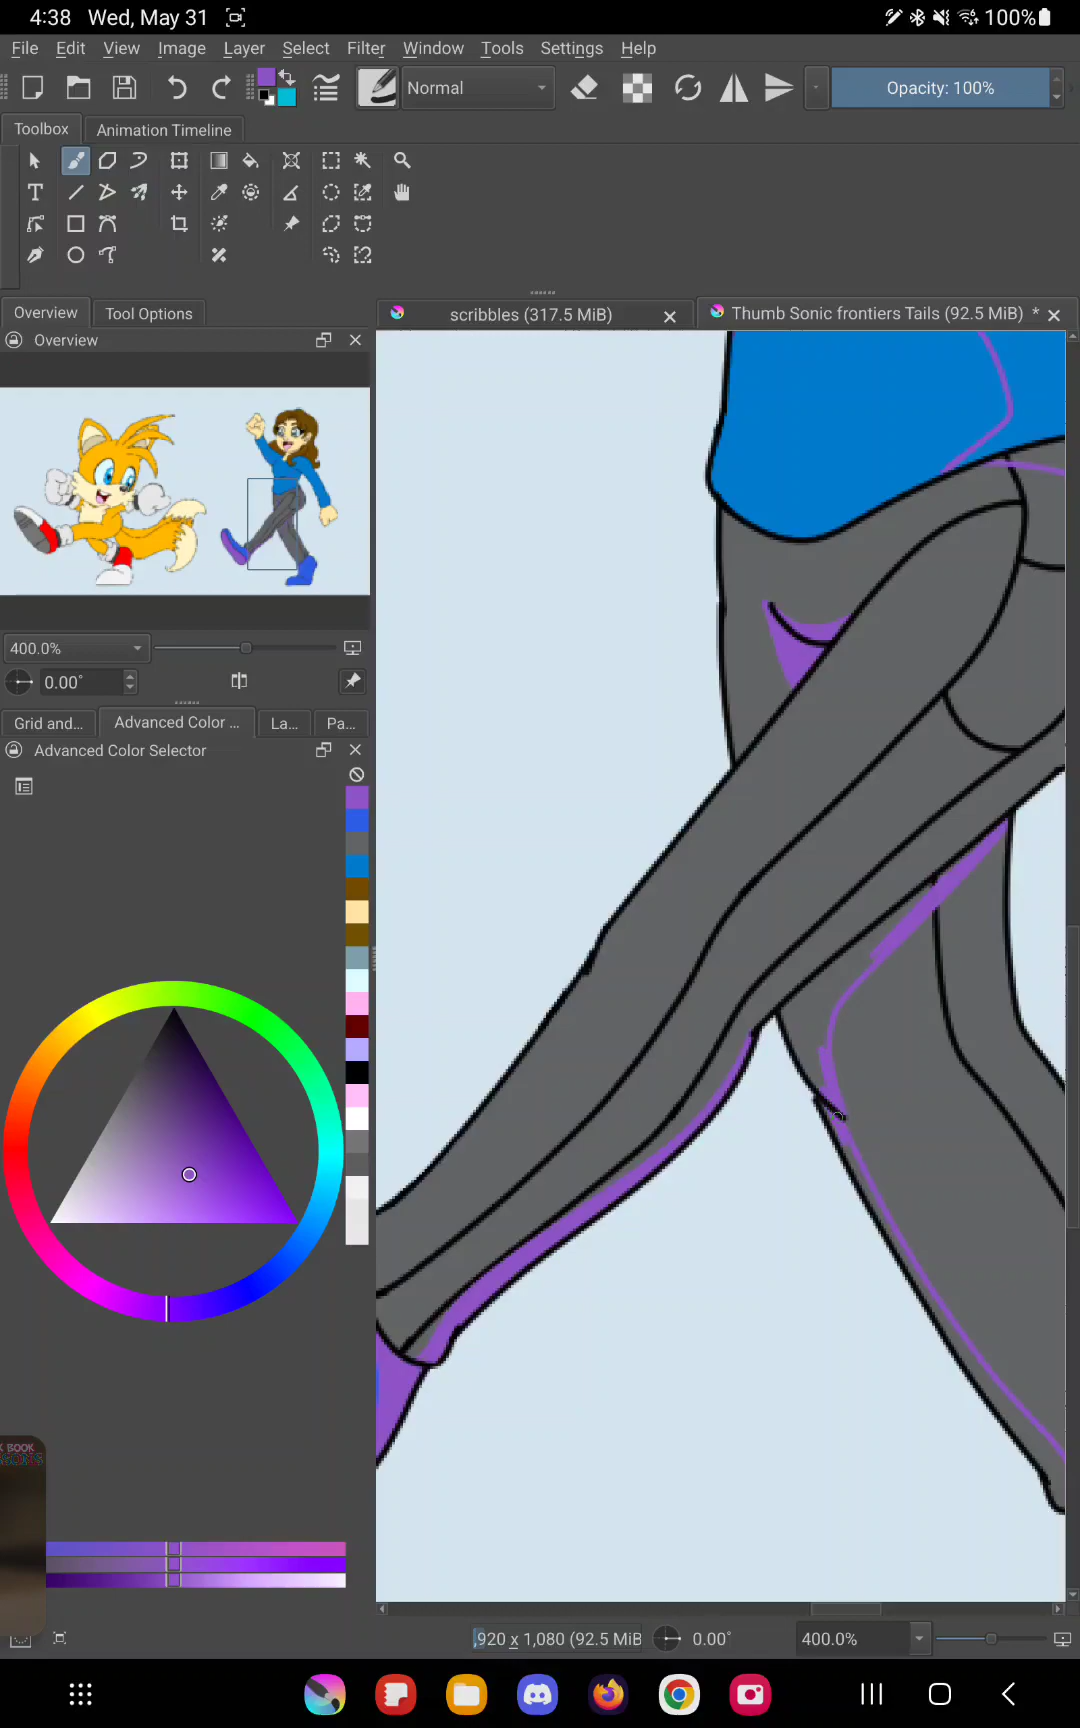 4:38 Wed, May 31 100%
File Edit View Image Layer Select Filter Window Tools Settings Help
Normal Opacity: 100%
Toolbox Animation Timeline
Overview Tool Options
scribbles (317.5 MiB) Thumb Sonic frontiers Tails (92.5 MiB) *
Overview
400.0%
0.00°
Grid and... Advanced Color ... La... Pa...
Advanced Color Selector
BOOK
,920 x 1,080 (92.5 MiB 0.00° 400.0%